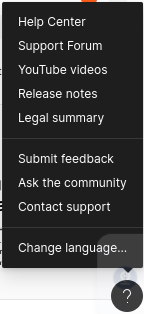 Help Center
Support Forum
YouTube videos
Release notes
Legal summary
Submit feedback
Ask the community
Contact support
Change language...
?